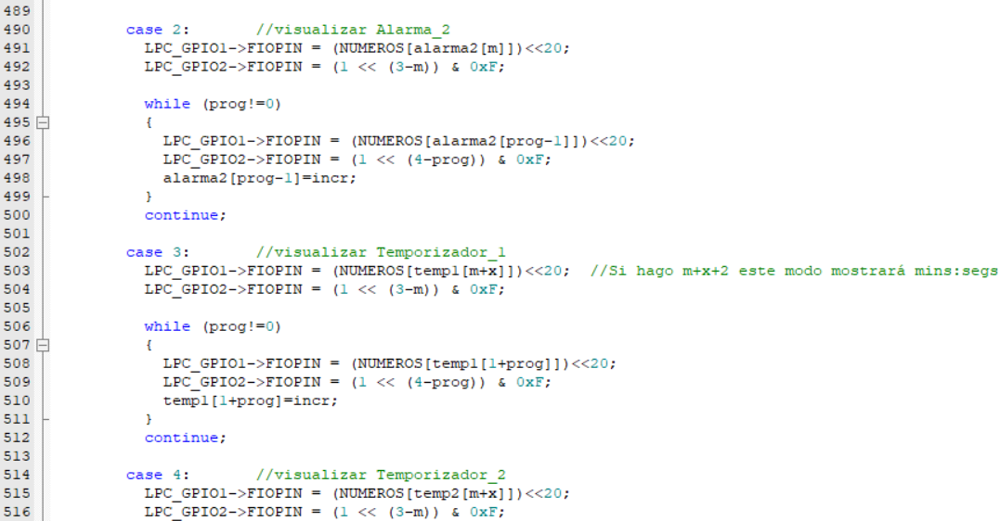 489
490 case 2: //visualizar Alarma_2
491 LPC_GPIO1->FIOPIN = (NUMEROS[alarma2[m]])<<20;
492 LPC_GPIO2->FIOPIN = (1 << (3-m)) & 0xF;
493
494 while (prog!=0)
495 {
496 LPC_GPIO1->FIOPIN = (NUMEROS[alarma2[prog-1]])<<20;
497 LPC_GPIO2->FIOPIN = (1 << (4-prog)) & 0xF;
498 alarma2[prog-1]=incr;
499 }
500 continue;
501
502 case 3: //visualizar Temporizador_1
503 LPC_GPIO1->FIOPIN = (NUMEROS[temp1[m+x]])<<20; //Si hago m+x+2 este modo mostrará mins:segs
504 LPC_GPIO2->FIOPIN = (1 << (3-m)) & 0xF;
505
506 while (prog!=0)
507 {
508 LPC_GPIO1->FIOPIN = (NUMEROS[temp1[1+prog]])<<20;
509 LPC_GPIO2->FIOPIN = (1 << (4-prog)) & 0xF;
510 temp1[1+prog]=incr;
511 }
512 continue;
513
514 case 4: //visualizar Temporizador_2
515 LPC_GPIO1->FIOPIN = (NUMEROS[temp2[m+x]])<<20;
516 LPC_GPIO2->FIOPIN = (1 << (3-m)) & 0xF;